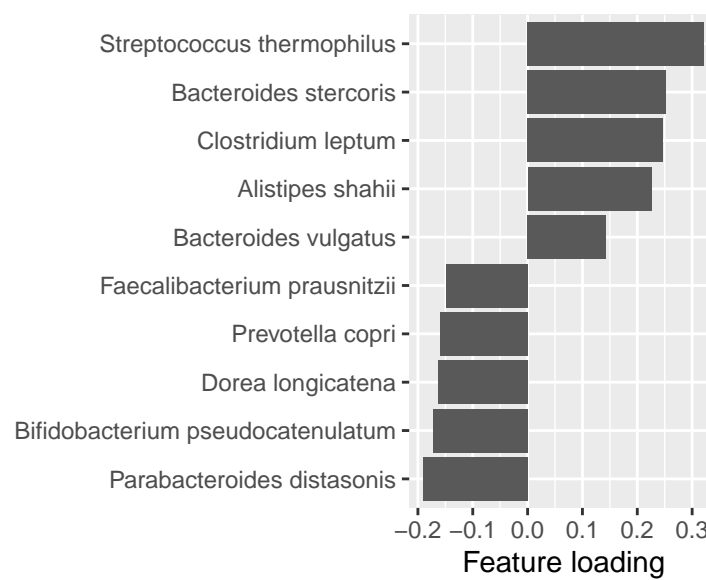 Streptococcus thermophilus
Bacteroides stercoris
Clostridium leptum
Alistipes shahii
Bacteroides vulgatus
Faecalibacterium prausnitzii
Prevotella copri
Dorea longicatena
Bifidobacterium pseudocatenulatum
Parabacteroides distasonis
−0.2 −0.1 0.0 0.1 0.2 0.3
Feature loading